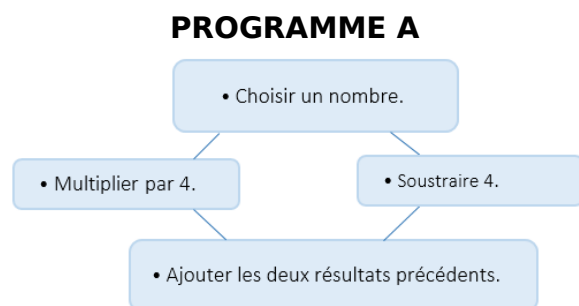 PROGRAMME A
• Choisir un nombre.
• Multiplier par 4.
• Soustraire 4.
• Ajouter les deux résultats précédents.